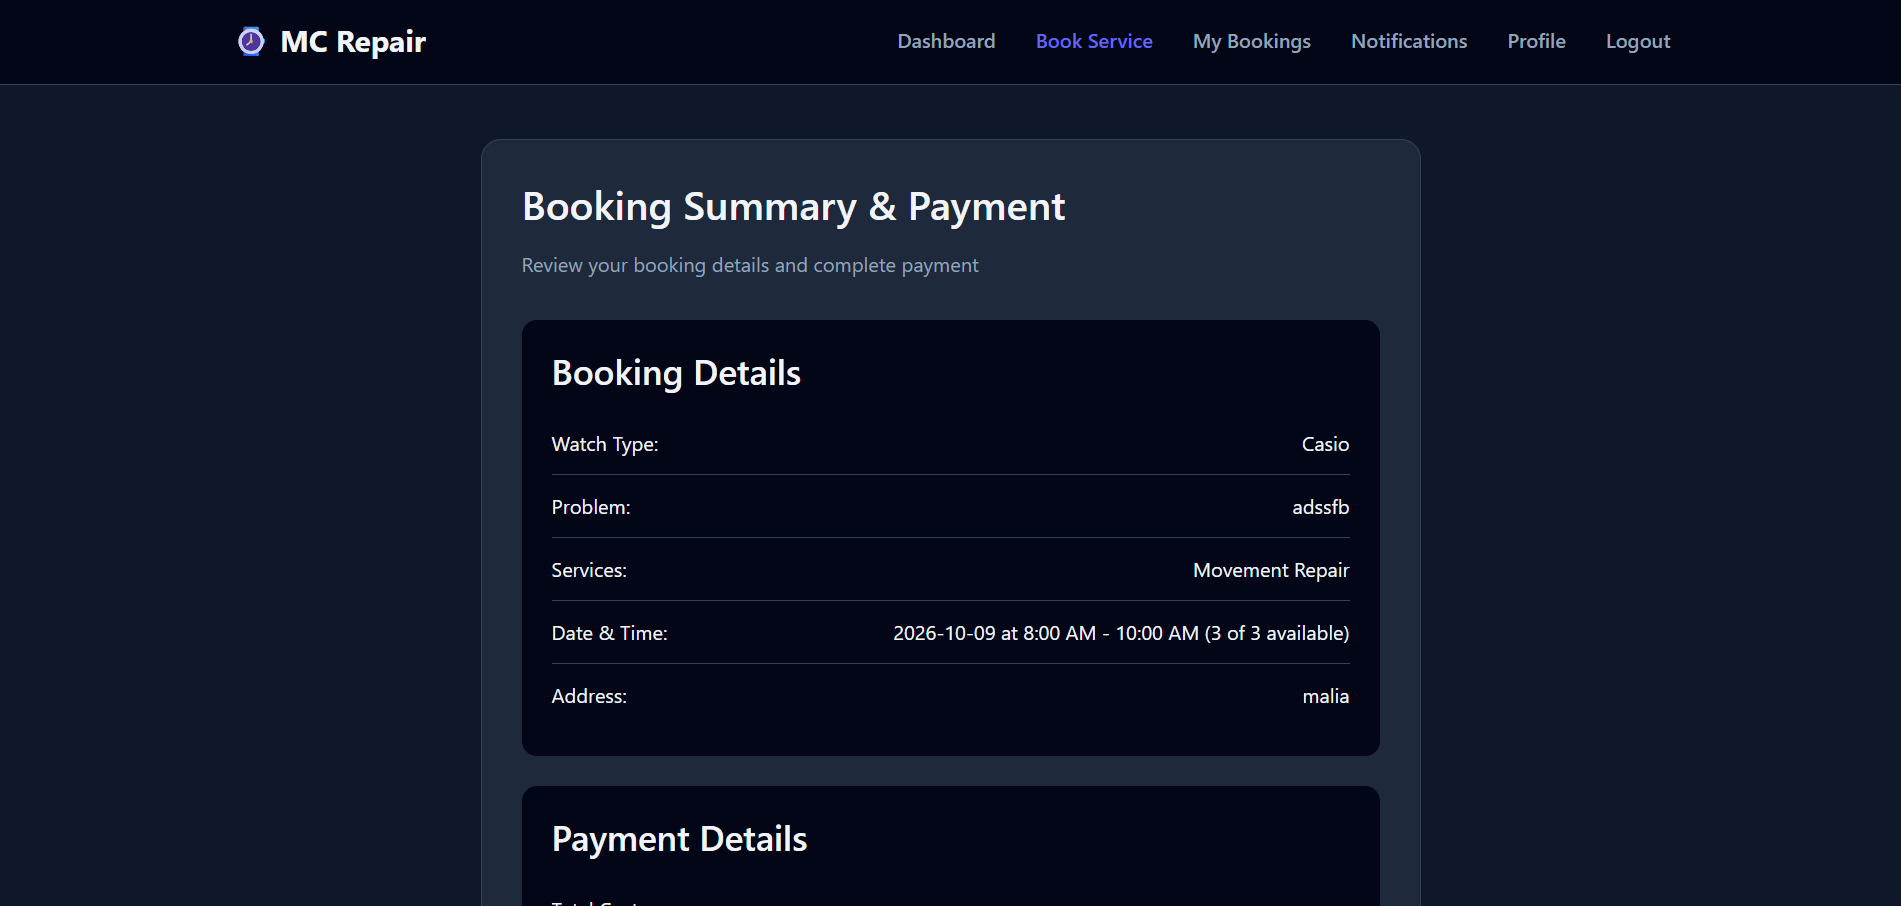 MC Repair
Dashboard
Book Service
My Bookings
Notifications
Profile
Logout
Booking Summary & Payment
Review your booking details and complete payment
Booking Details
Watch Type: Casio
Problem: adssfb
Services: Movement Repair
Date & Time: 2026-10-09 at 8:00 AM - 10:00 AM (3 of 3 available)
Address: malia
Payment Details